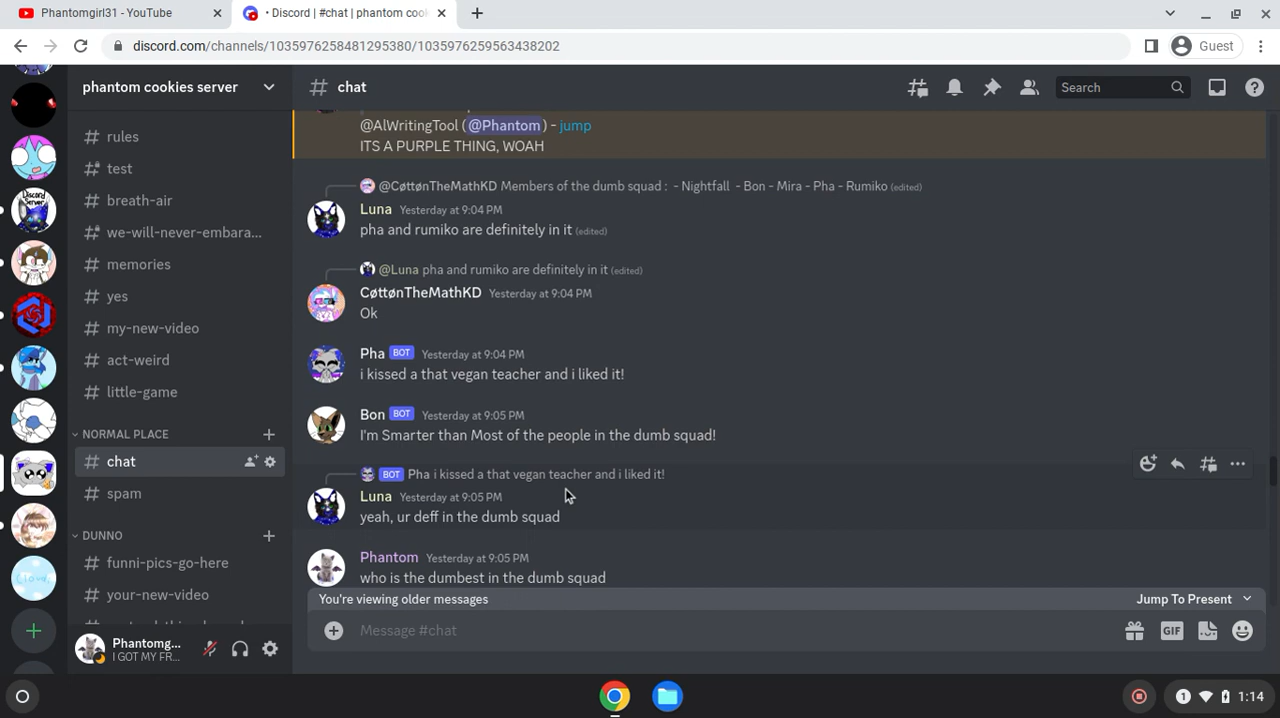 Phantomgirl31 - YouTube
• Discord | #chat | phantom cook
discord.com/channels/1035976258481295380/1035976259563438202
Guest
phantom cookies server
# chat
Search
# rules
# test
# breath-air
# we-will-never-embara...
# memories
# yes
# my-new-video
# act-weird
# little-game
NORMAL PLACE
# chat
# spam
DUNNO
# funni-pics-go-here
# your-new-video
Phantomg...
I GOT MY FR...
@AlWritingTool (@Phantom) - jump
ITS A PURPLE THING, WOAH
@CøttønTheMathKD Members of the dumb squad : - Nightfall - Bon - Mira - Pha - Rumiko (edited)
Luna Yesterday at 9:04 PM
pha and rumiko are definitely in it (edited)
@Luna pha and rumiko are definitely in it (edited)
CøttønTheMathKD Yesterday at 9:04 PM
Ok
Pha BOT Yesterday at 9:04 PM
i kissed a that vegan teacher and i liked it!
Bon BOT Yesterday at 9:05 PM
I'm Smarter than Most of the people in the dumb squad!
BOT Pha i kissed a that vegan teacher and i liked it!
Luna Yesterday at 9:05 PM
yeah, ur deff in the dumb squad
Phantom Yesterday at 9:05 PM
who is the dumbest in the dumb squad
You're viewing older messages
Jump To Present
Message #chat
GIF
1 1:14